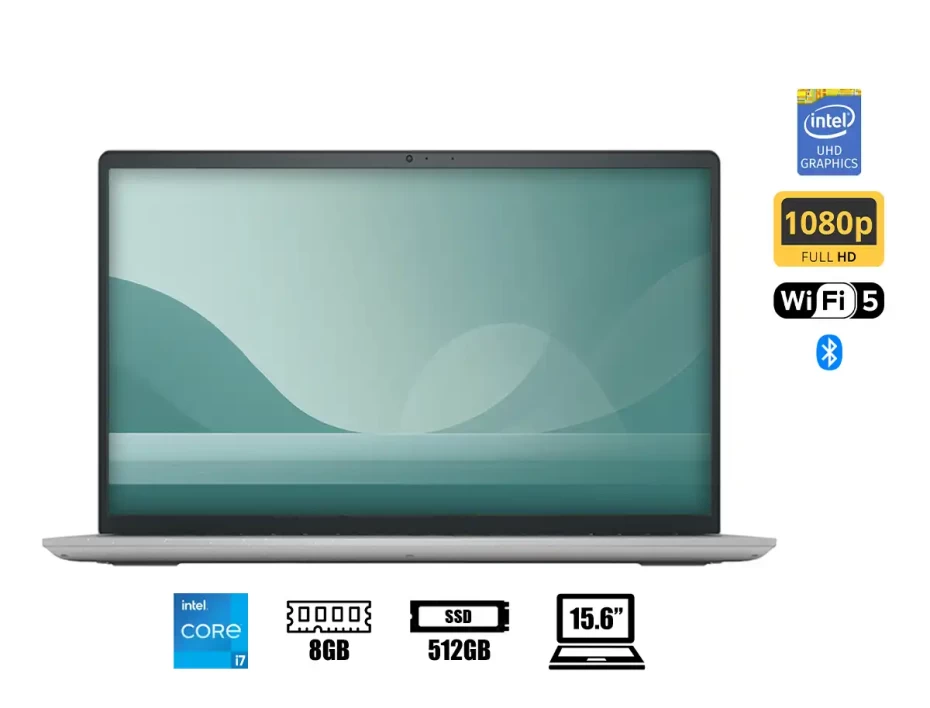 intel
UHD
GRAPHICS
1080p
FULL HD
WiFi 5
intel
CORE
i7
8GB
SSD
512GB
15.6”